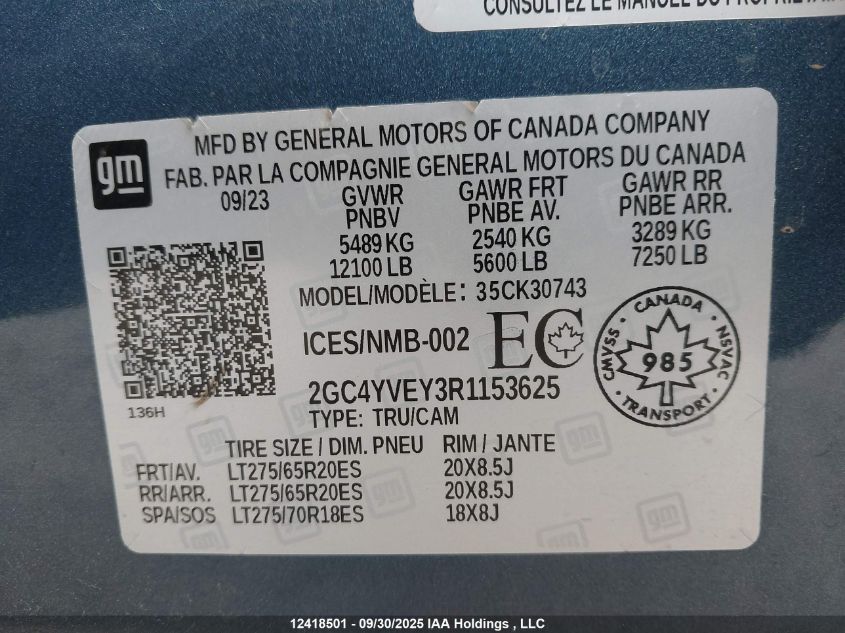 CONSULTEZ LE MANUEL DU PROPRIÉTAIRE
gm
MFD BY GENERAL MOTORS OF CANADA COMPANY
FAB. PAR LA COMPAGNIE GENERAL MOTORS DU CANADA
09/23 GVWR GAWR FRT GAWR RR
PNBV PNBE AV. PNBE ARR.
5489 KG 2540 KG 3289 KG
12100 LB 5600 LB 7250 LB
MODEL/MODÈLE: 35CK30743
ICES/NMB-002 EC
CANADA
CMVSS 985 NSVAC
TRANSPORT
2GC4YVEY3R1153625
136H
TYPE: TRU/CAM
TIRE SIZE / DIM. PNEU RIM / JANTE
FRT/AV. LT275/65R20ES 20X8.5J
RR/ARR. LT275/65R20ES 20X8.5J
SPA/SOS LT275/70R18ES 18X8J
12418501 - 09/30/2025 IAA Holdings , LLC